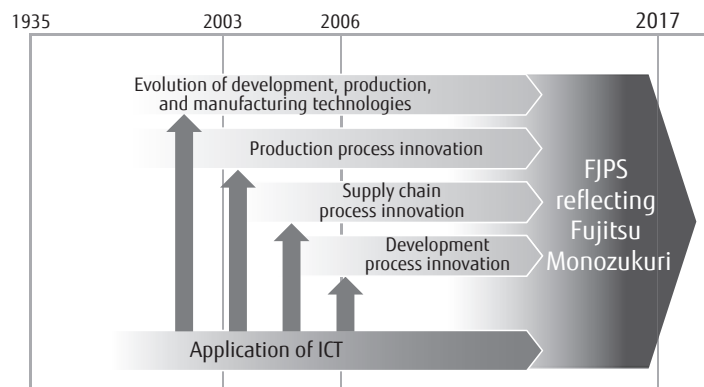 1935 2003 2006 2017
Evolution of development, production,
and manufacturing technologies
Production process innovation
Supply chain
process innovation
Development
process innovation
Application of ICT
FJPS
reflecting
Fujitsu
Monozukuri